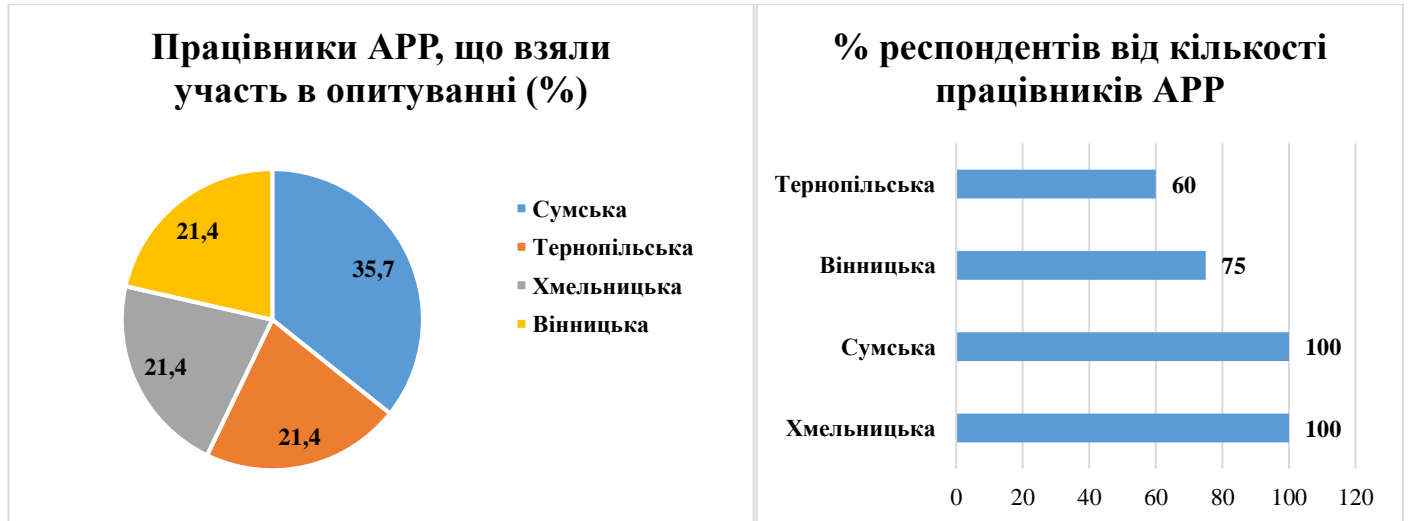 Працівники АРР, що взяли
участь в опитуванні (%)
21,4
35,7
21,4
21,4
Сумська
Тернопільська
Хмельницька
Вінницька
% респондентів від кількості
працівників АРР
Тернопільська 60
Вінницька 75
Сумська 100
Хмельницька 100
0 20 40 60 80 100 120